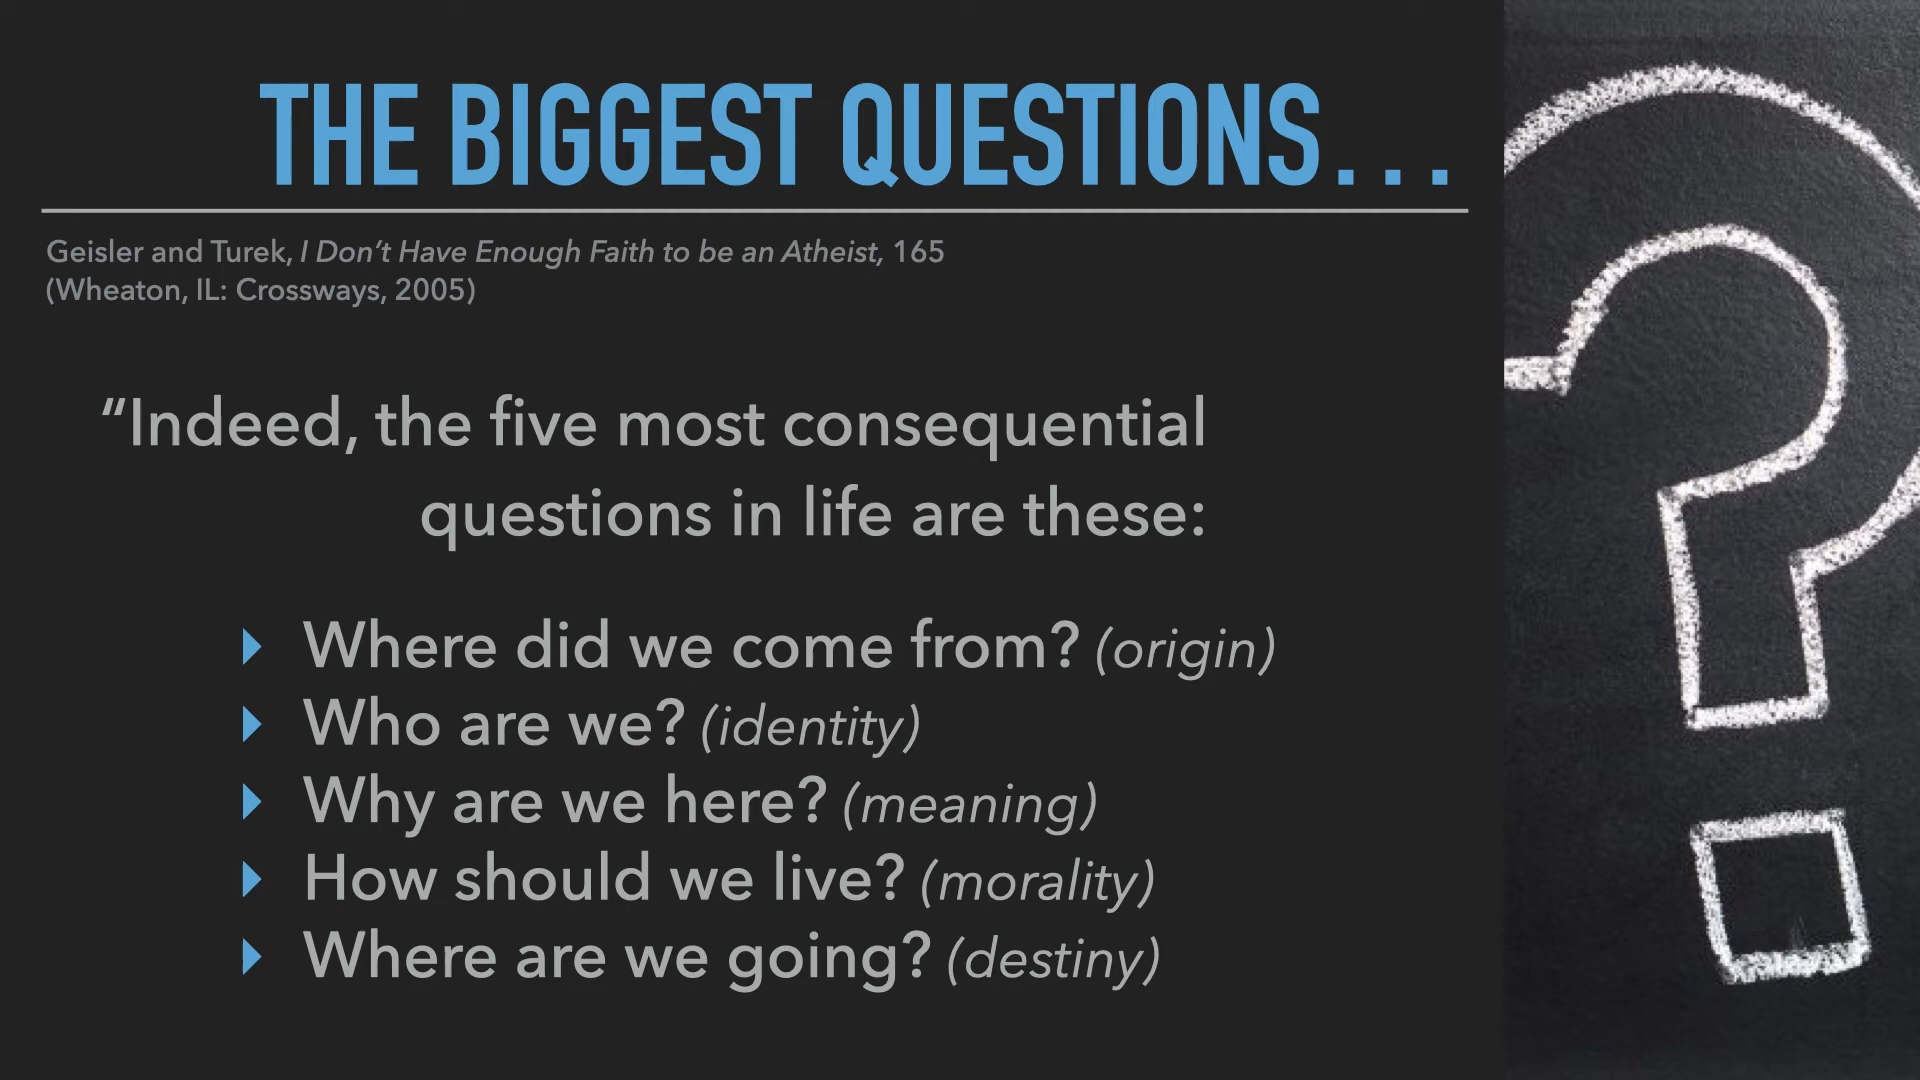 THE BIGGEST QUESTIONS...
Geisler and Turek, I Don’t Have Enough Faith to be an Atheist, 165
(Wheaton, IL: Crossways, 2005)
“Indeed, the five most consequential
questions in life are these:
Where did we come from? (origin)
Who are we? (identity)
Why are we here? (meaning)
How should we live? (morality)
Where are we going? (destiny)